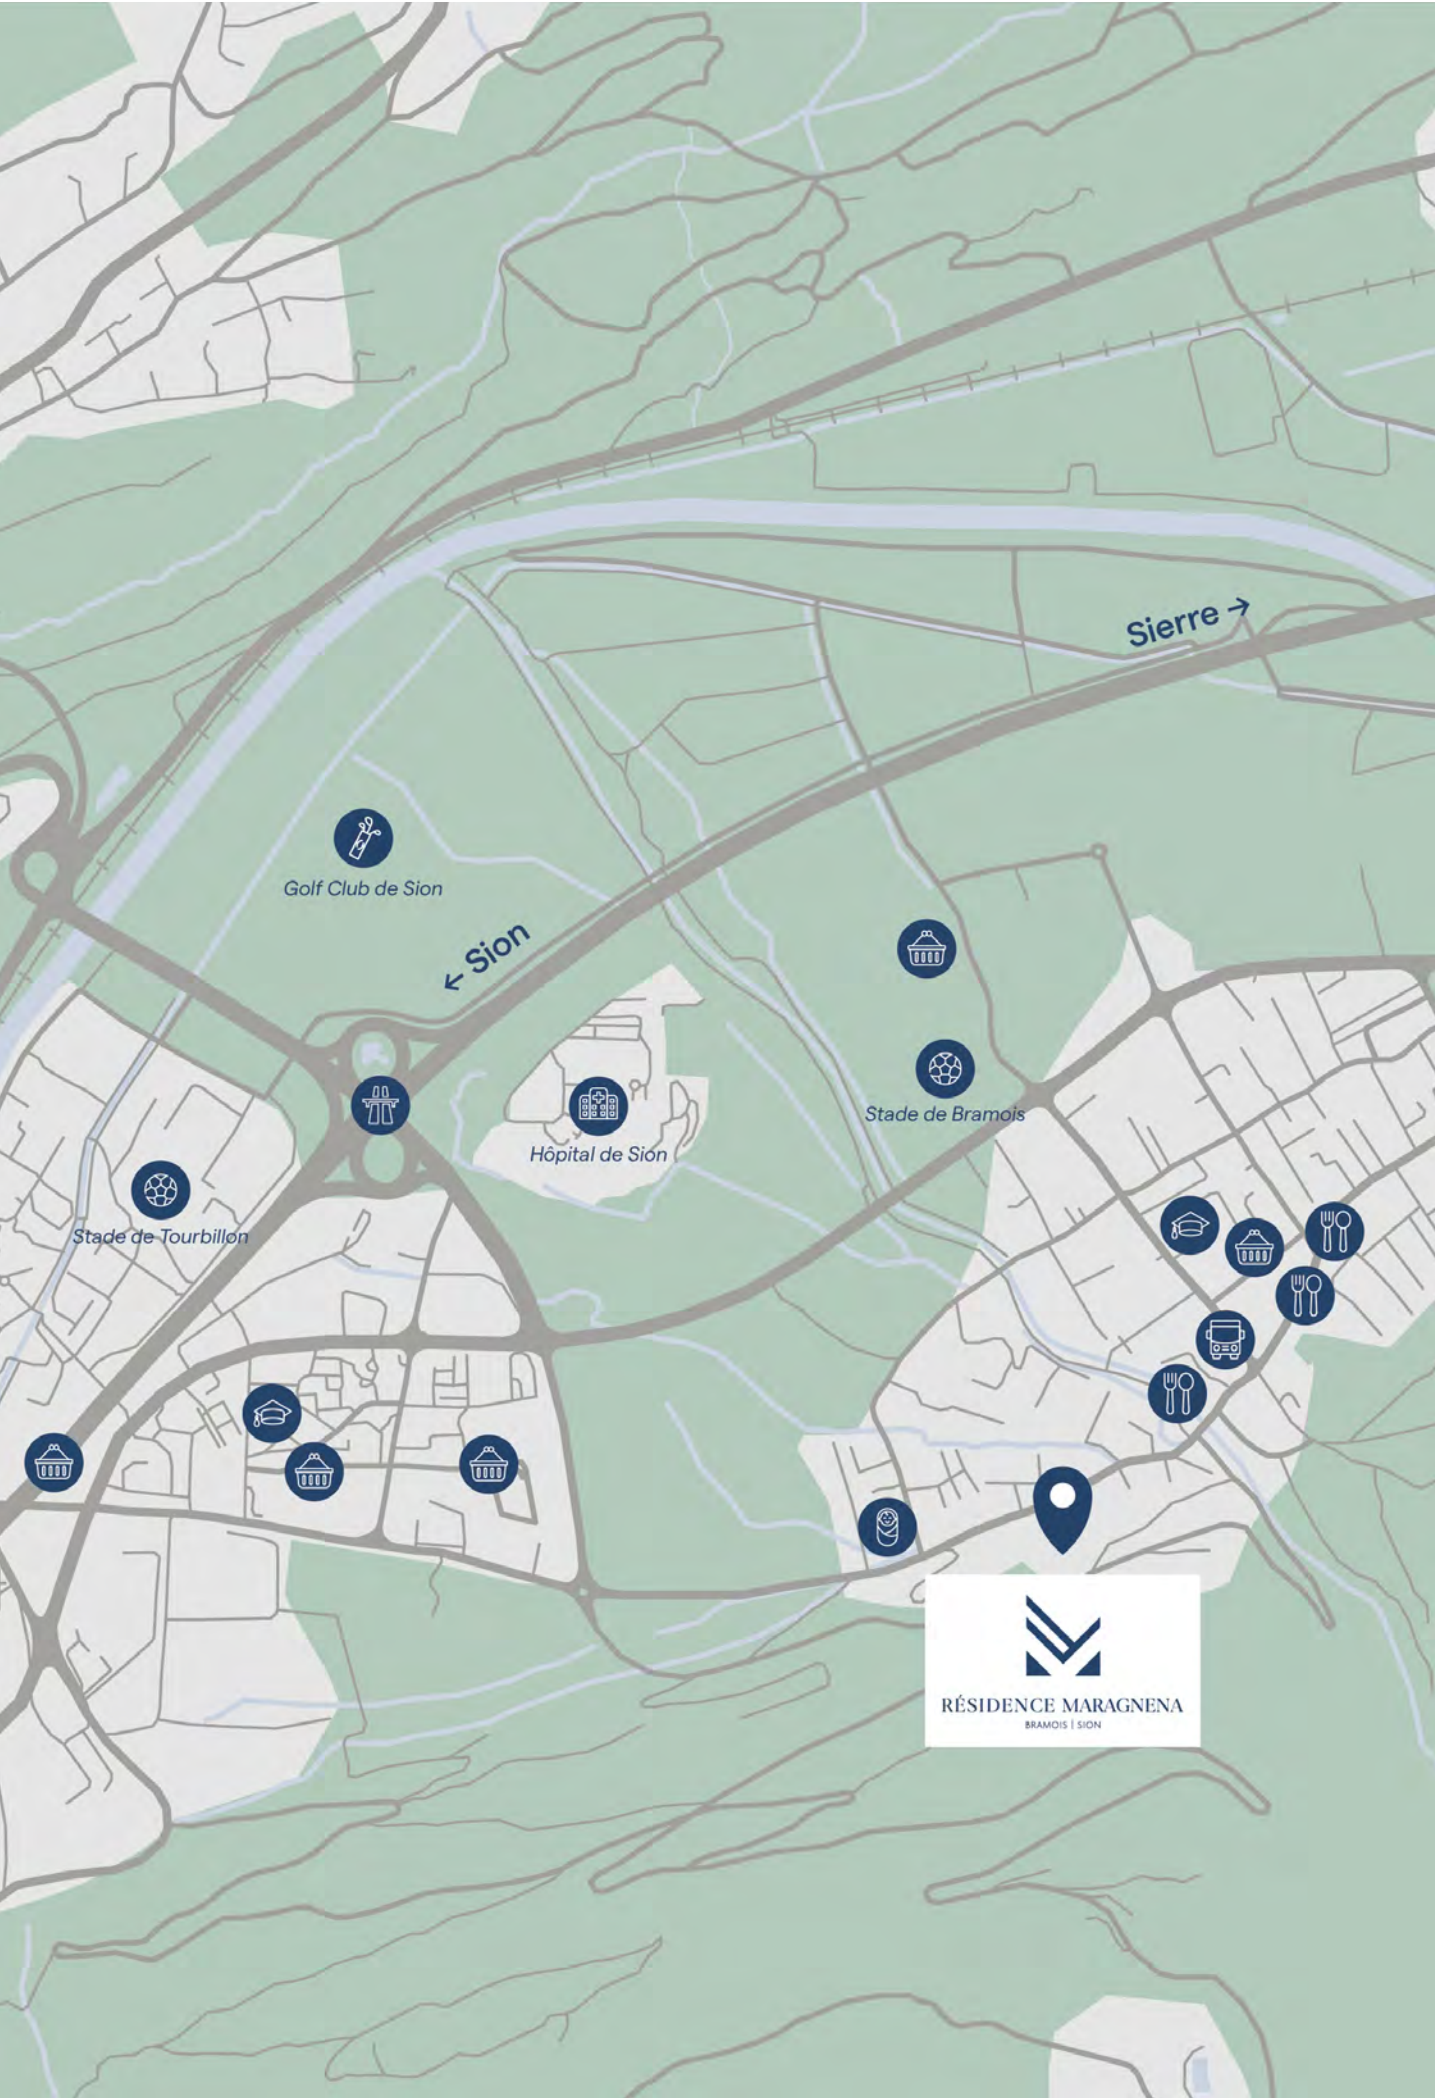 Sierre →
Golf Club de Sion
← Sion
Stade de Bramois
Hôpital de Sion
Stade de Tourbillon
RÉSIDENCE MARAGNENA
BRAMOIS | SION